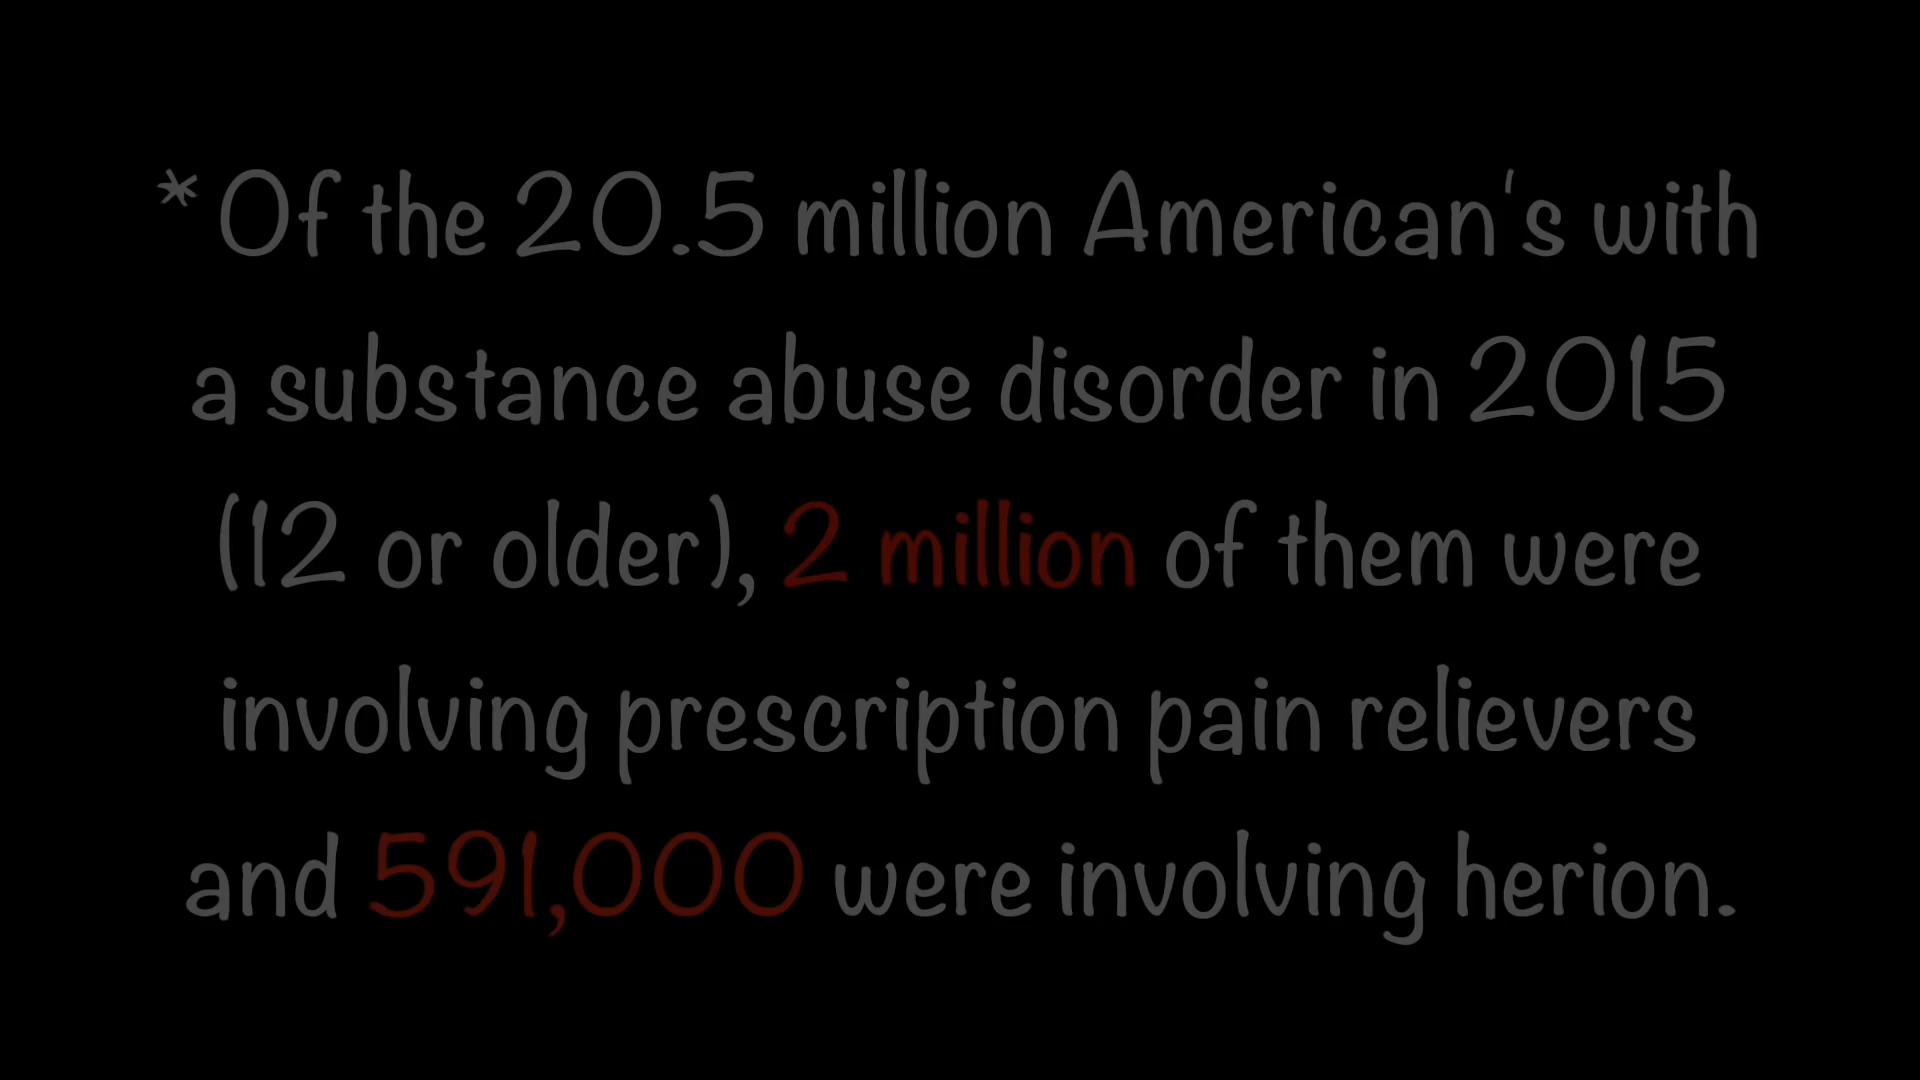 * Of the 20.5 million American's with
a substance abuse disorder in 2015
(12 or older), 2 million of them were
involving prescription pain relievers
and 591,000 were involving herion.